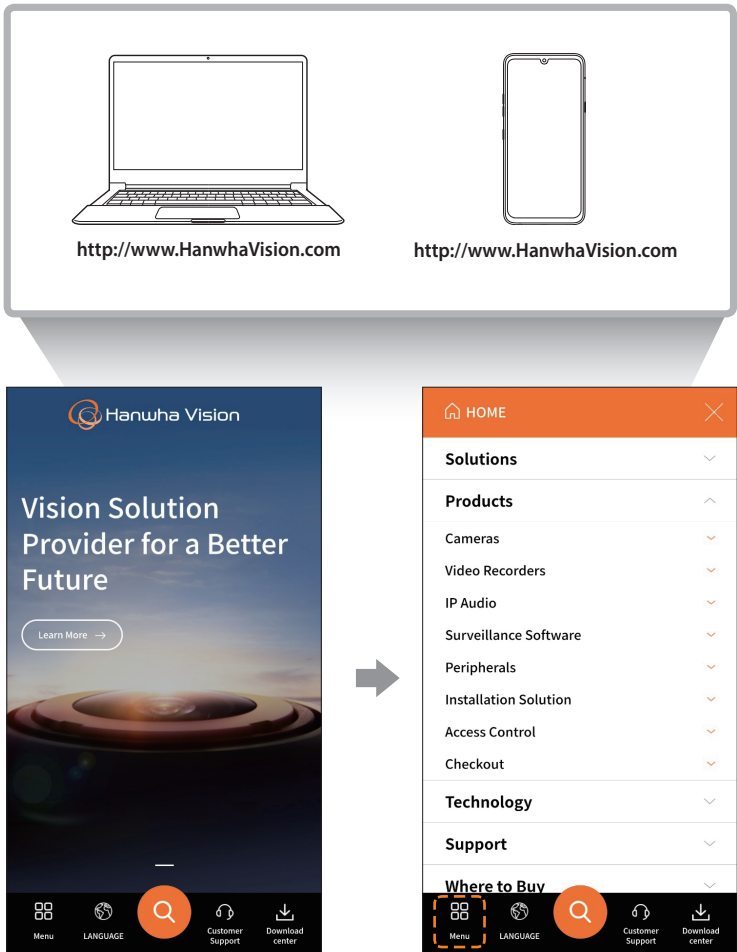 http://www.HanwhaVision.com
http://www.HanwhaVision.com
Hanwha Vision
Vision Solution
Provider for a Better
Future
Learn More →
Menu
LANGUAGE
Customer
Support
Download
center
HOME
Solutions
Products
Cameras
Video Recorders
IP Audio
Surveillance Software
Peripherals
Installation Solution
Access Control
Checkout
Technology
Support
Where to Buy
Menu
LANGUAGE
Customer
Support
Download
center